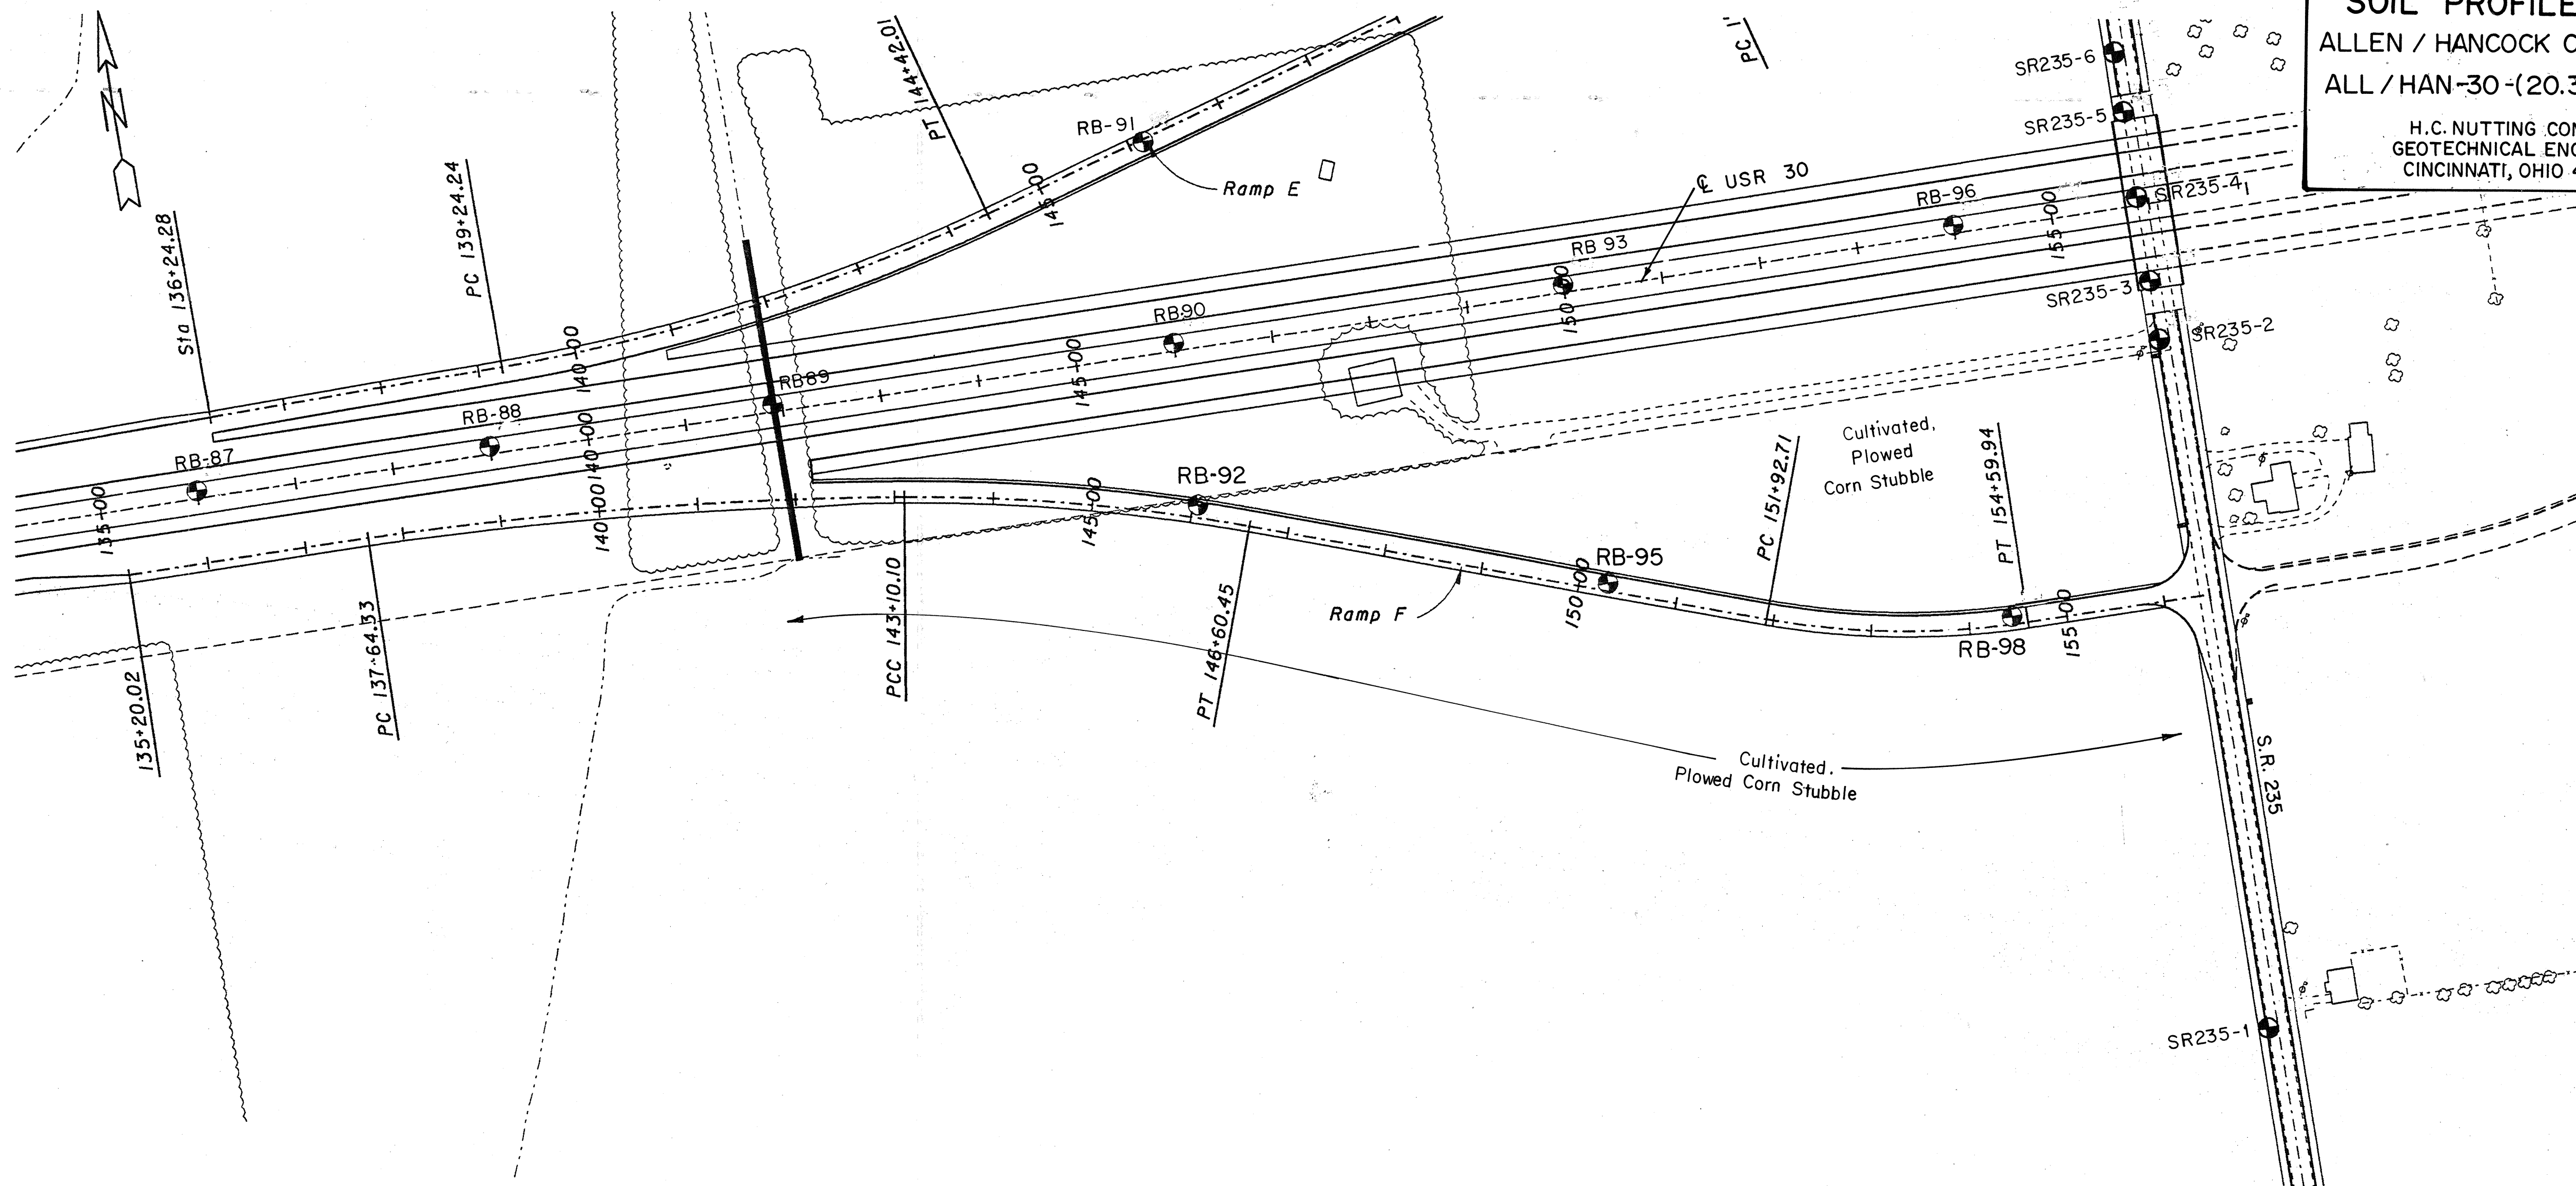 SOIL PROFILE
ALLEN / HANCOCK
ALL / HAN-30-(20.3
H.C. NUTTING
GEOTECHNICAL
CINCINNATI, OHIO
N
Sta 136+24.28
PC 139+24.24
PT 144+42.01
PC
SR235-6
SR235-5
SR235-4
SR235-3
SR235-2
RB-91
Ramp E
145+00
℄ USR 30
RB-96
155+00
RB 93
150+00
RB90
145+00
RB89
140+00
RB-88
140+00
RB-87
135+00
140+00
145+00
RB-92
RB-95
150+00
Cultivated,
Plowed
Corn Stubble
PC 151+92.71
PT 154+59.94
155+00
RB-98
Ramp F
135+20.02
PC 137+64.33
PCC 143+10.10
PT 146+60.45
Cultivated,
Plowed Corn Stubble
S.R. 235
SR235-1